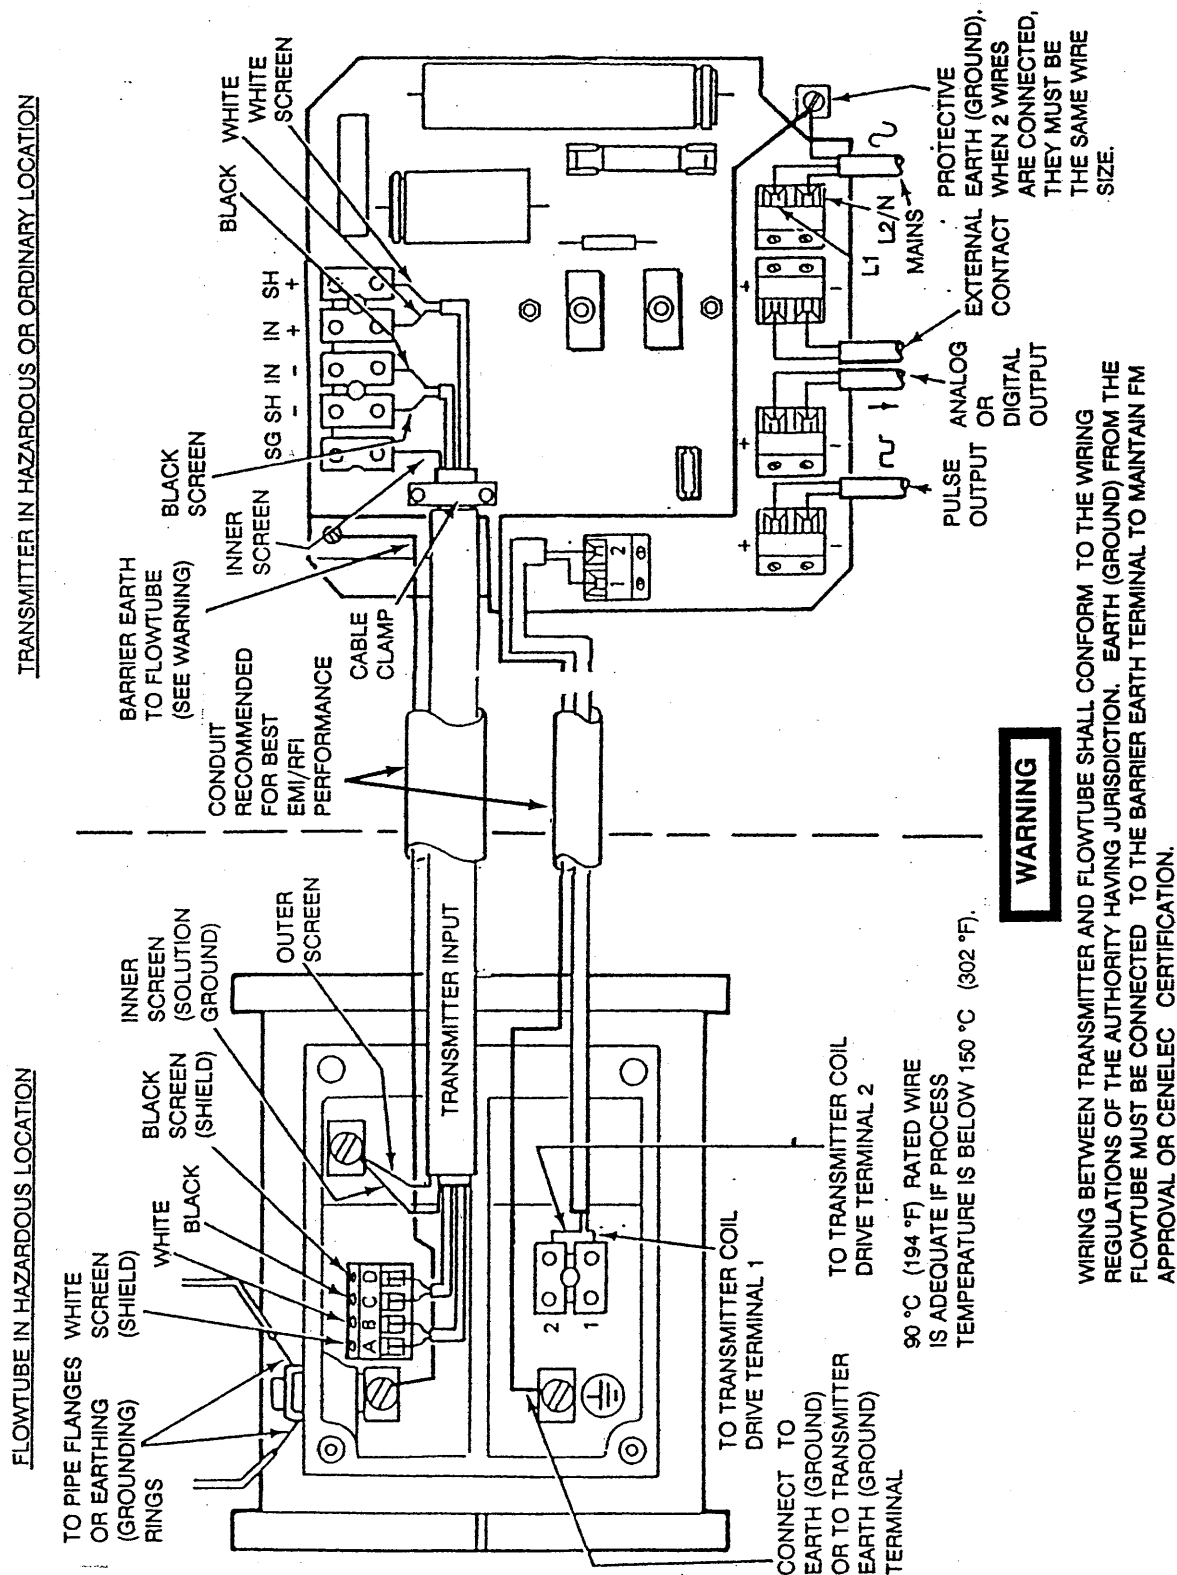 TRANSMITTER IN HAZARDOUS OR ORDINARY LOCATION
FLOWTUBE IN HAZARDOUS LOCATION
TO PIPE FLANGES
OR EARTHING
(GROUNDING)
RINGS
WHITE
SCREEN
(SHIELD)
WHITE
BLACK
BLACK
SCREEN
(SHIELD)
INNER
SCREEN
(SOLUTION
GROUND)
OUTER
SCREEN
A B C D
TRANSMITTER INPUT
2
1
TO TRANSMITTER COIL
DRIVE TERMINAL 1
TO TRANSMITTER COIL
DRIVE TERMINAL 2
CONNECT TO
EARTH (GROUND)
OR TO TRANSMITTER
EARTH (GROUND)
TERMINAL
90 °C (194 °F) RATED WIRE
IS ADEQUATE IF PROCESS
TEMPERATURE IS BELOW 150 °C (302 °F).
CONDUIT
RECOMMENDED
FOR BEST
EMI/RFI
PERFORMANCE
BARRIER EARTH
TO FLOWTUBE
(SEE WARNING)
CABLE
CLAMP
INNER
SCREEN
BLACK
SCREEN
BLACK
WHITE
WHITE
SCREEN
SG SH IN IN SH
- - + +
1 2
+ -
+ -
+ -
PULSE
OUTPUT
ANALOG
OR
DIGITAL
OUTPUT
EXTERNAL
CONTACT
L1
L2/N
MAINS
PROTECTIVE
EARTH (GROUND).
WHEN 2 WIRES
ARE CONNECTED,
THEY MUST BE
THE SAME WIRE
SIZE.
WARNING
WIRING BETWEEN TRANSMITTER AND FLOWTUBE SHALL CONFORM TO THE WIRING
REGULATIONS OF THE AUTHORITY HAVING JURISDICTION. EARTH (GROUND) FROM THE
FLOWTUBE MUST BE CONNECTED TO THE BARRIER EARTH TERMINAL TO MAINTAIN FM
APPROVAL OR CENELEC CERTIFICATION.